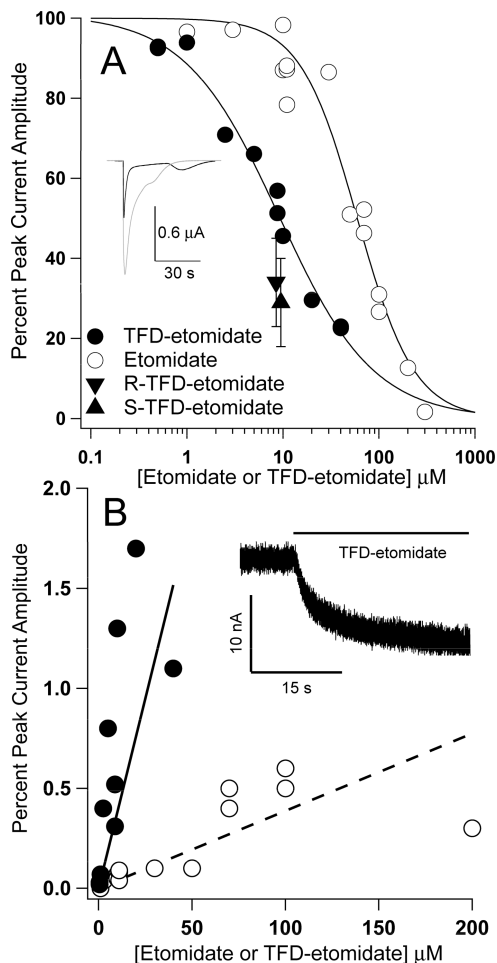 100
80
60
40
20
0
Percent Peak Current Amplitude
A
0.6 µA
30 s
TFD-etomidate
Etomidate
R-TFD-etomidate
S-TFD-etomidate
0.1
1
10
100
1000
[Etomidate or TFD-etomidate] µM
2.0
1.5
1.0
0.5
0.0
Percent Peak Current Amplitude
B
TFD-etomidate
10 nA
15 s
0
50
100
150
200
[Etomidate or TFD-etomidate] µM